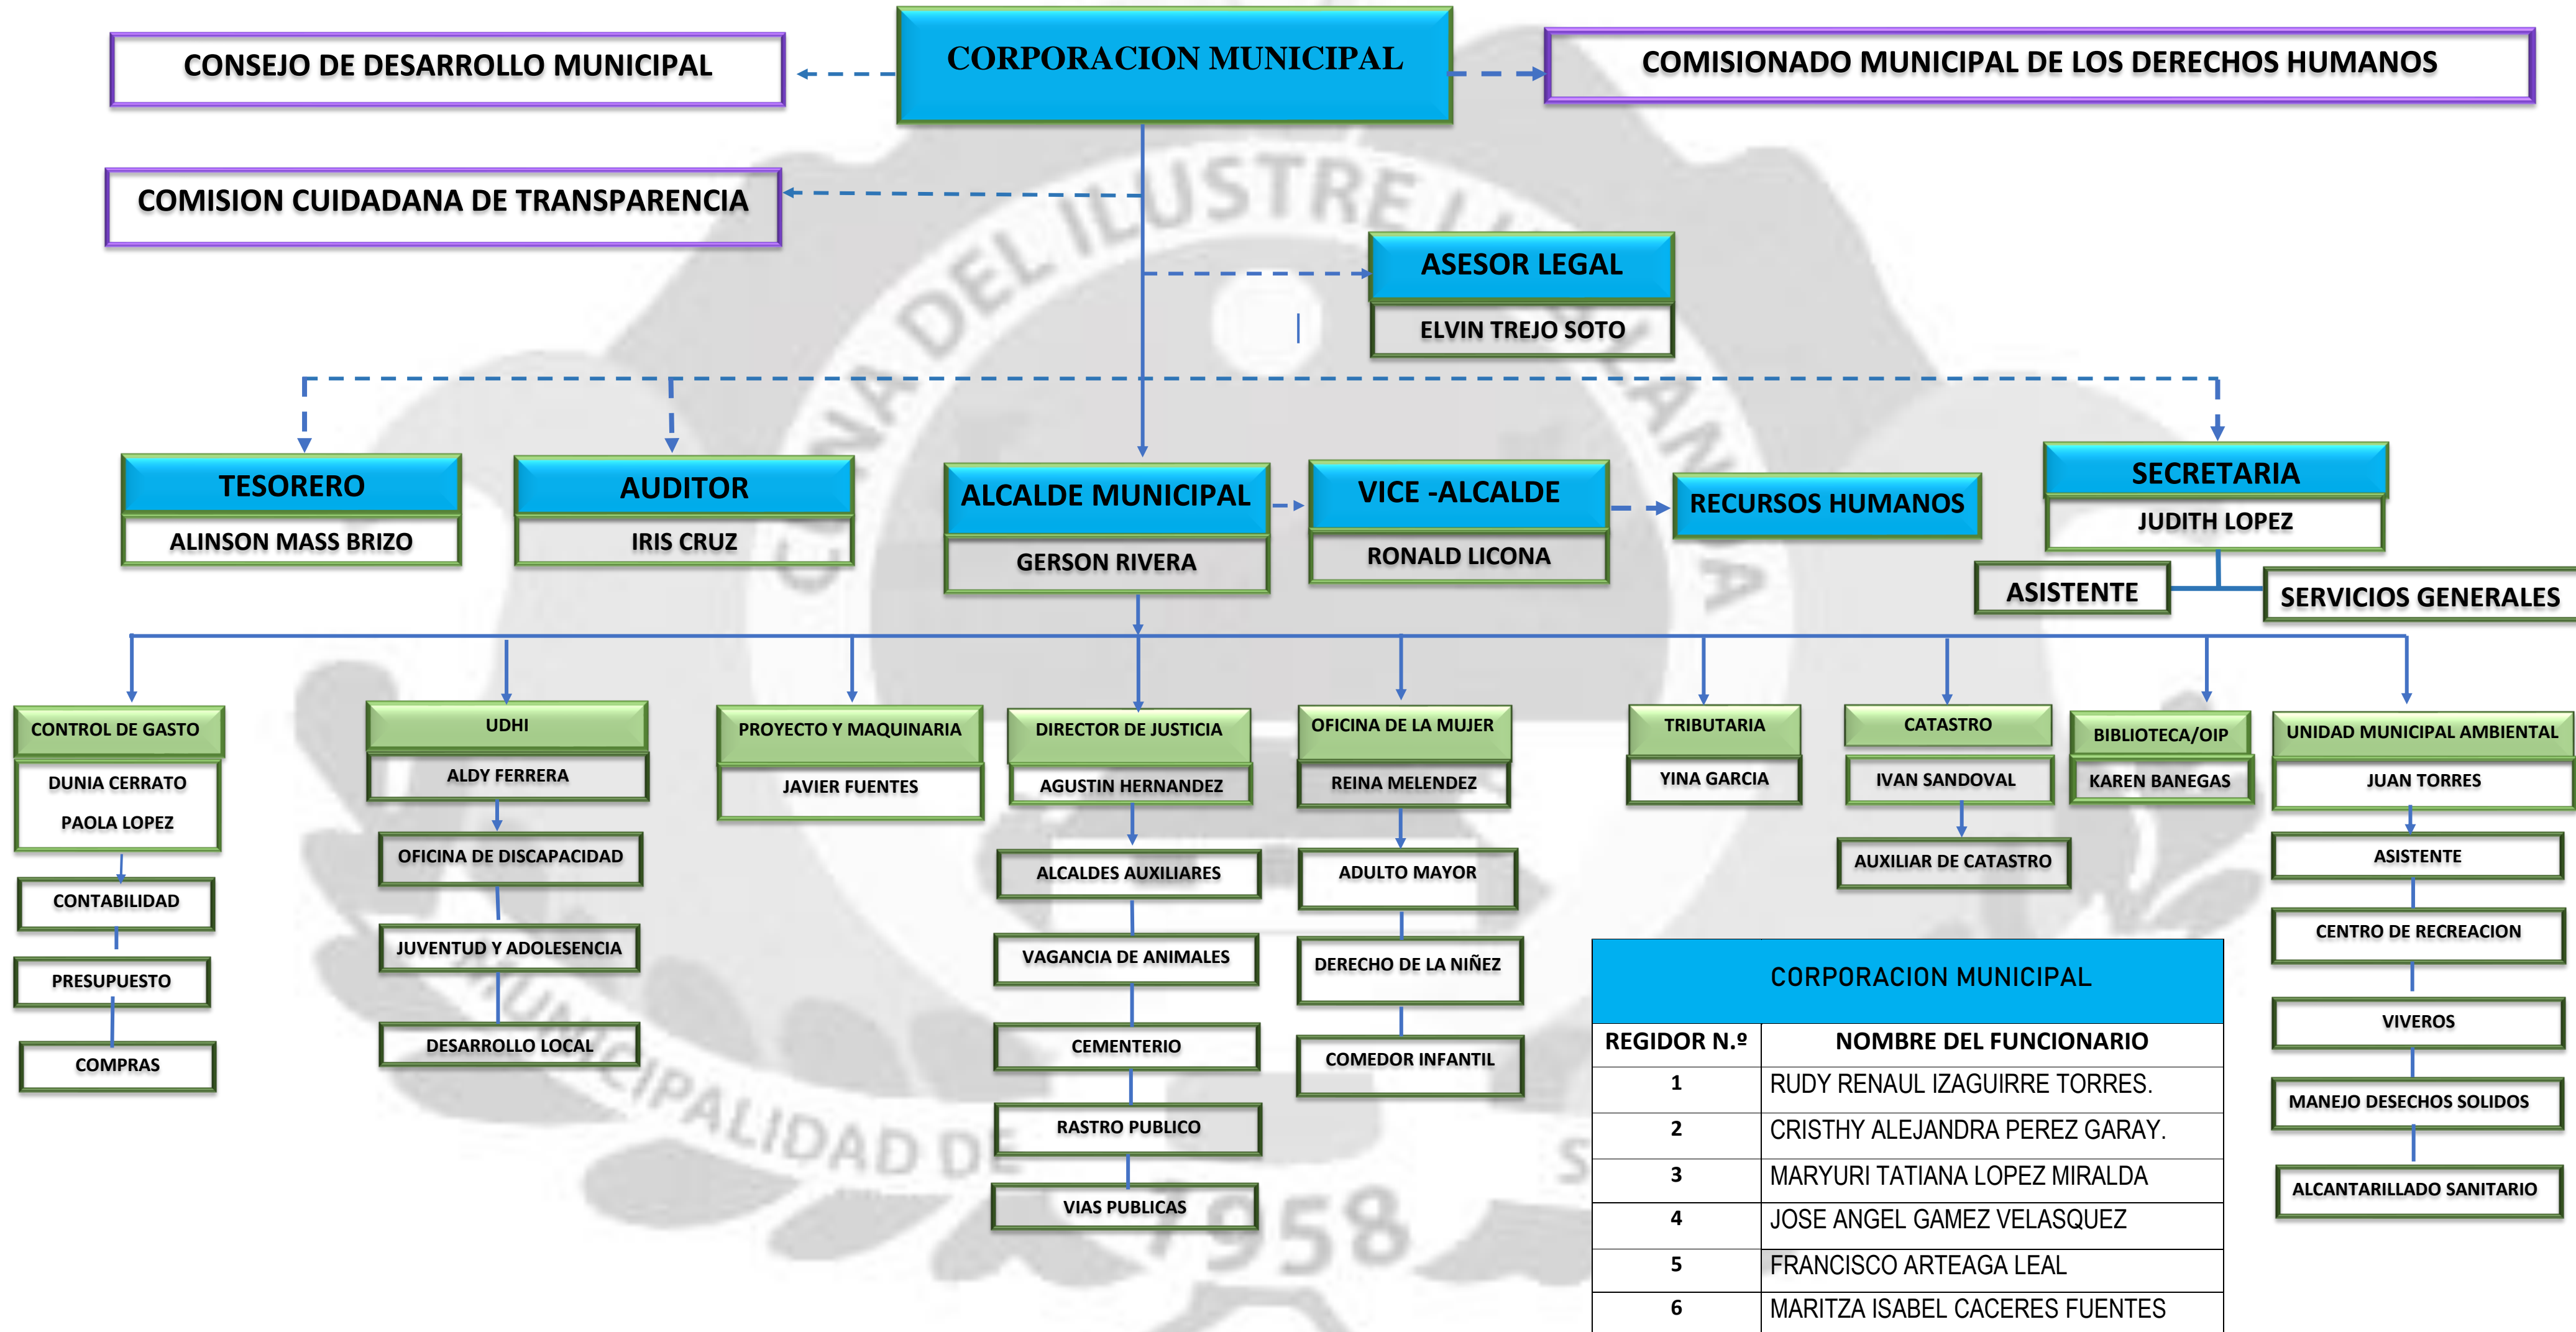 CORPORACION MUNICIPAL
CONSEJO DE DESARROLLO MUNICIPAL
COMISIONADO MUNICIPAL DE LOS DERECHOS HUMANOS
COMISION CUIDADANA DE TRANSPARENCIA
ASESOR LEGAL
ELVIN TREJO SOTO
TESORERO
ALINSON MASS BRIZO
AUDITOR
IRIS CRUZ
ALCALDE MUNICIPAL
GERSON RIVERA
VICE -ALCALDE
RONALD LICONA
RECURSOS HUMANOS
SECRETARIA
JUDITH LOPEZ
ASISTENTE
SERVICIOS GENERALES
CONTROL DE GASTO
DUNIA CERRATO
PAOLA LOPEZ
CONTABILIDAD
PRESUPUESTO
COMPRAS
UDHI
ALDY FERRERA
OFICINA DE DISCAPACIDAD
JUVENTUD Y ADOLESENCIA
DESARROLLO LOCAL
PROYECTO Y MAQUINARIA
JAVIER FUENTES
DIRECTOR DE JUSTICIA
AGUSTIN HERNANDEZ
ALCALDES AUXILIARES
VAGANCIA DE ANIMALES
CEMENTERIO
RASTRO PUBLICO
VIAS PUBLICAS
OFICINA DE LA MUJER
REINA MELENDEZ
ADULTO MAYOR
DERECHO DE LA NIÑEZ
COMEDOR INFANTIL
TRIBUTARIA
YINA GARCIA
CATASTRO
IVAN SANDOVAL
AUXILIAR DE CATASTRO
BIBLIOTECA/OIP
KAREN BANEGAS
UNIDAD MUNICIPAL AMBIENTAL
JUAN TORRES
ASISTENTE
CENTRO DE RECREACION
VIVEROS
MANEJO DESECHOS SOLIDOS
ALCANTARILLADO SANITARIO
CORPORACION MUNICIPAL
REGIDOR N.º NOMBRE DEL FUNCIONARIO
1 RUDY RENAUL IZAGUIRRE TORRES.
2 CRISTHY ALEJANDRA PEREZ GARAY.
3 MARYURI TATIANA LOPEZ MIRALDA
4 JOSE ANGEL GAMEZ VELASQUEZ
5 FRANCISCO ARTEAGA LEAL
6 MARITZA ISABEL CACERES FUENTES
CUNA DEL ILUSTRE
MUNICIPALIDAD DE
1958